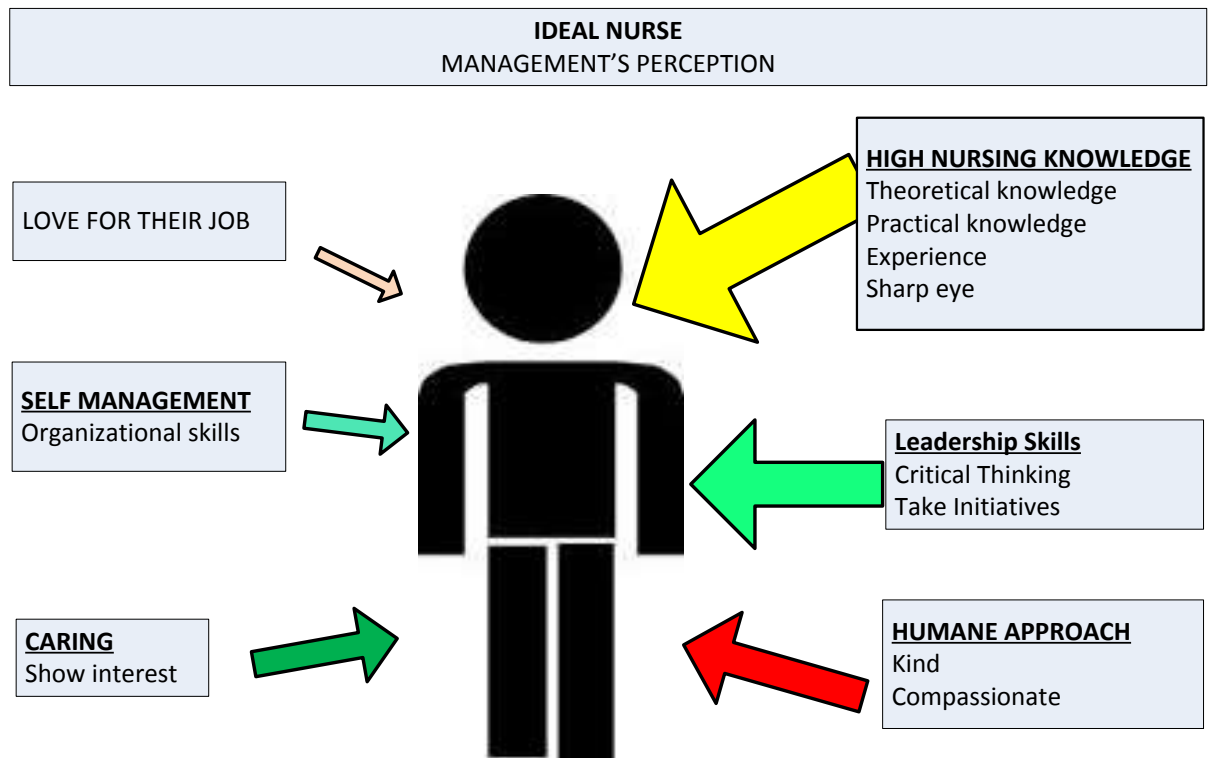 IDEAL NURSE
MANAGEMENT’S PERCEPTION
LOVE FOR THEIR JOB
SELF MANAGEMENT
Organizational skills
CARING
Show interest
HIGH NURSING KNOWLEDGE
Theoretical knowledge
Practical knowledge
Experience
Sharp eye
Leadership Skills
Critical Thinking
Take Initiatives
HUMANE APPROACH
Kind
Compassionate